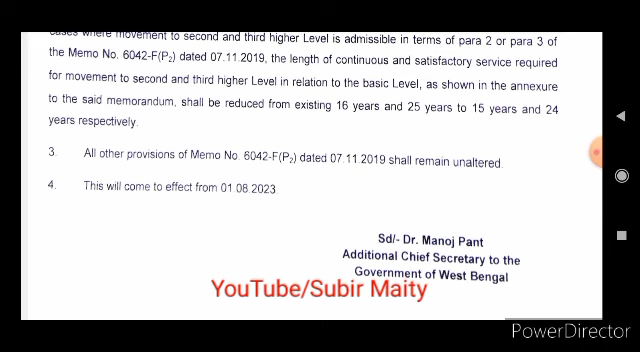 cases where movement to second and third higher Level is admissible in terms of para 2 or para 3 of
the Memo No. 6042-F(P₂) dated 07.11.2019, the length of continuous and satisfactory service required
for movement to second and third higher Level in relation to the basic Level, as shown in the annexure
to the said memorandum, shall be reduced from existing 16 years and 25 years to 15 years and 24
years respectively.
3. All other provisions of Memo No. 6042-F(P₂) dated 07.11.2019 shall remain unaltered.
4. This will come to effect from 01.08.2023
Sd/- Dr. Manoj Pant
Additional Chief Secretary to the
Government of West Bengal
YouTube/Subir Maity
PowerDirector